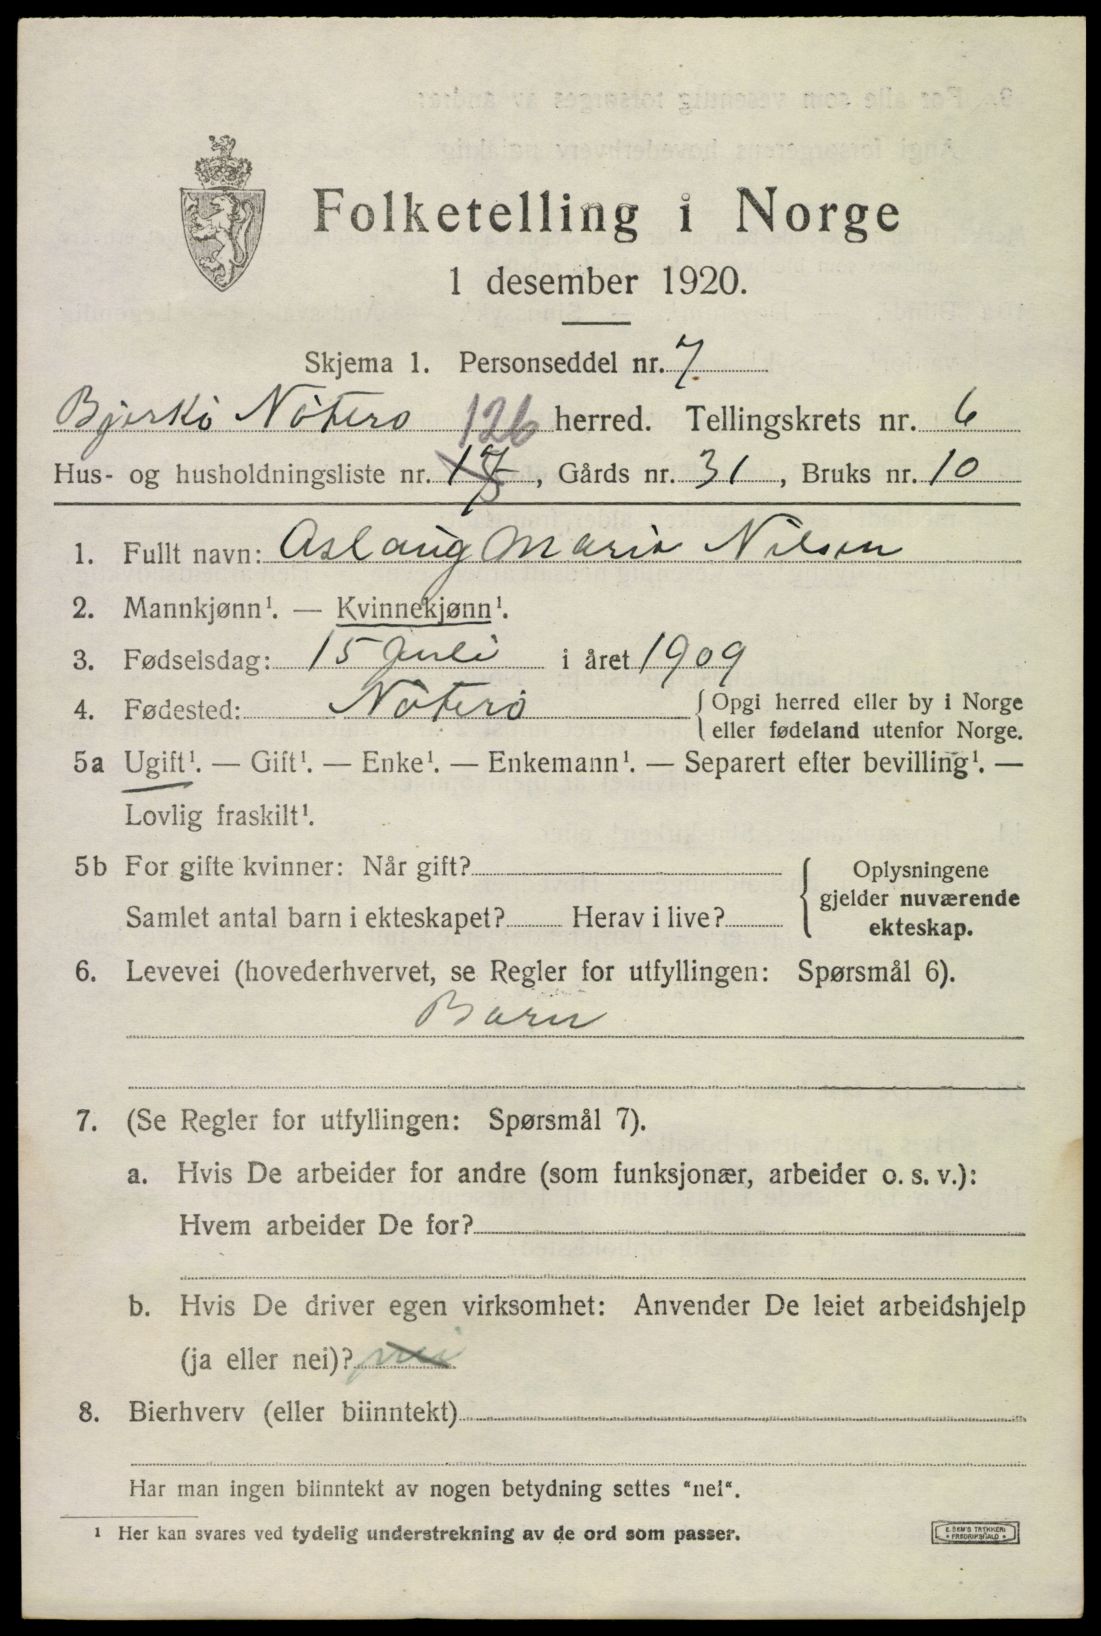 Folketelling i Norge
1 desember 1920.
Skjema 1. Personseddel nr. 7
Bjerkö Nöterö 126 herred. Tellingskrets nr. 6
Hus- og husholdningsliste nr. , Gårds nr. 31 , Bruks nr. 10
1. Fullt navn: Aslaug Marie Nilsen
2. Mannkjønn¹. — Kvinnekjønn¹.
3. Fødselsdag: 15 Juli i året 1909
4. Fødested: Nöterö {Opgi herred eller by i Norge
eller fødeland utenfor Norge.
5a Ugift¹. — Gift¹. — Enke¹. — Enkemann¹. — Separert efter bevilling¹. —
Lovlig fraskilt¹.
5b For gifte kvinner: Når gift?
Samlet antal barn i ekteskapet? Herav i live?
{Oplysningene
gjelder nuværende
ekteskap.
6. Levevei (hovederhvervet, se Regler for utfyllingen: Spørsmål 6).
Barn
7. (Se Regler for utfyllingen: Spørsmål 7).
a. Hvis De arbeider for andre (som funksjonær, arbeider o. s. v.):
Hvem arbeider De for?
b. Hvis De driver egen virksomhet: Anvender De leiet arbeidshjelp
(ja eller nei)? nei
8. Bierhverv (eller biinntekt)
Har man ingen biinntekt av nogen betydning settes "nei".
¹ Her kan svares ved tydelig understrekning av de ord som passer.
E. SEM'S TRYKKERI
FREDRIKSHALD